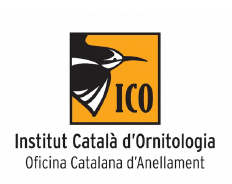 ICO
Institut Català d'Ornitologia
Oficina Catalana d'Anellament